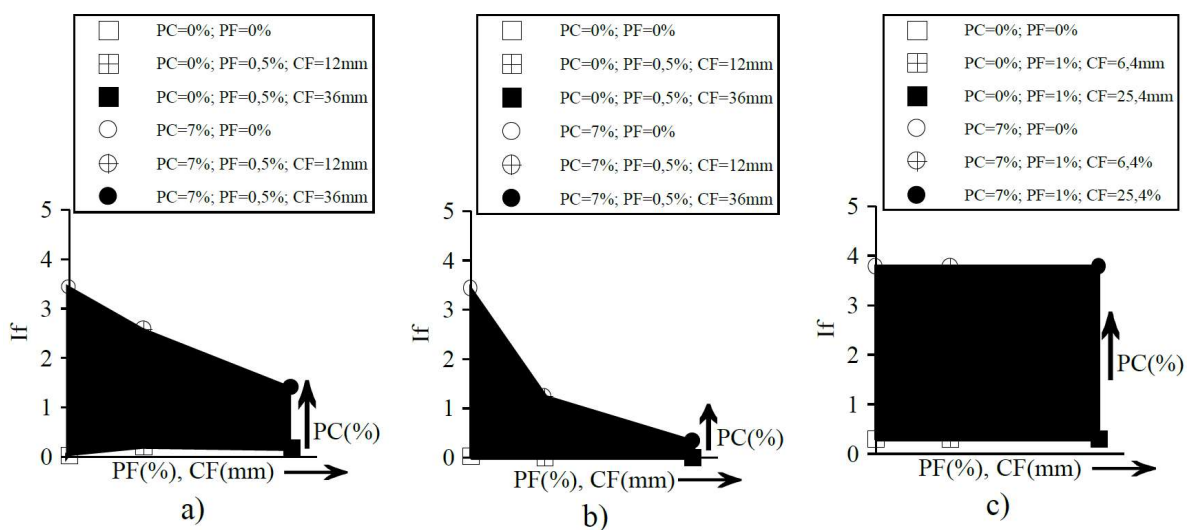 PC=0%; PF=0%
PC=0%; PF=0,5%; CF=12mm
PC=0%; PF=0,5%; CF=36mm
PC=7%; PF=0%
PC=7%; PF=0,5%; CF=12mm
PC=7%; PF=0,5%; CF=36mm
5
4
3
2
1
0
If
PC(%)
PF(%), CF(mm)
a)
PC=0%; PF=0%
PC=0%; PF=0,5%; CF=12mm
PC=0%; PF=0,5%; CF=36mm
PC=7%; PF=0%
PC=7%; PF=0,5%; CF=12mm
PC=7%; PF=0,5%; CF=36mm
5
4
3
2
1
0
If
PC(%)
PF(%), CF(mm)
b)
PC=0%; PF=0%
PC=0%; PF=1%; CF=6,4mm
PC=0%; PF=1%; CF=25,4mm
PC=7%; PF=0%
PC=7%; PF=1%; CF=6,4%
PC=7%; PF=1%; CF=25,4%
5
4
3
2
1
0
If
PC(%)
PF(%), CF(mm)
c)